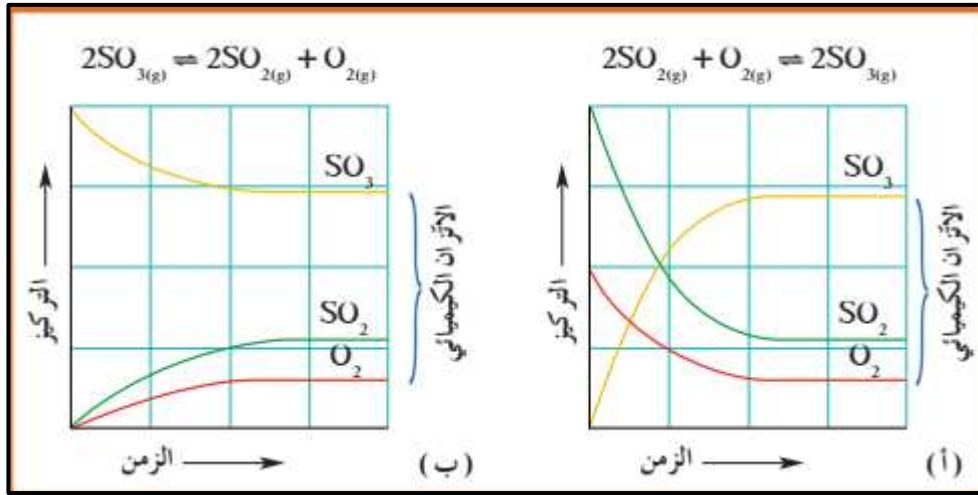 2SO₂(g) + O₂(g) ⇌ 2SO₃(g)
SO₃
SO₂
O₂
التركيز
الاتزان الكيميائي
الزمن
(أ)
2SO₃(g) ⇌ 2SO₂(g) + O₂(g)
SO₃
SO₂
O₂
التركيز
الاتزان الكيميائي
الزمن
(ب)